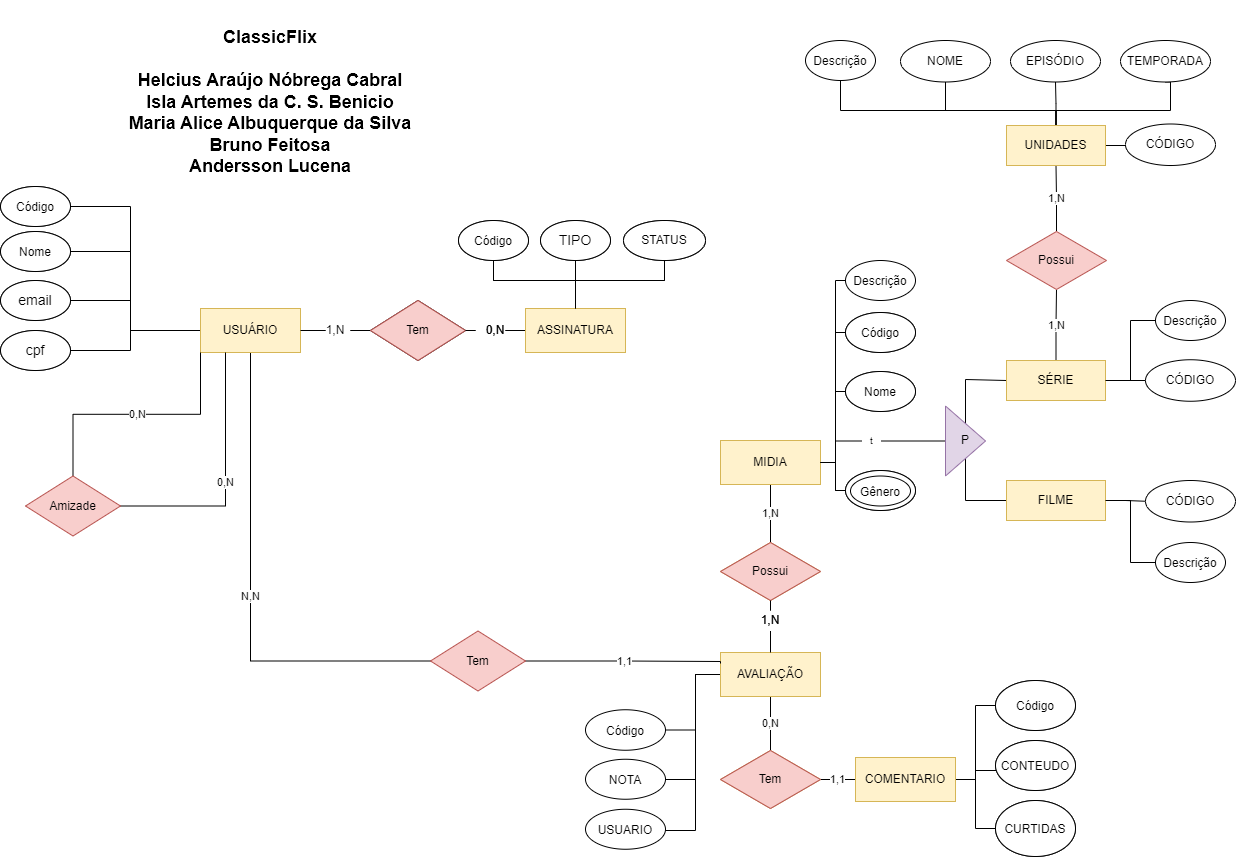 ClassicFlix
Helcius Araújo Nóbrega Cabral
Isla Artemes da C. S. Benicio
Maria Alice Albuquerque da Silva
Bruno Feitosa
Andersson Lucena
Descrição
NOME
EPISÓDIO
TEMPORADA
UNIDADES
CÓDIGO
1,N
Possui
1,N
Código
Nome
email
cpf
USUÁRIO
1,N
Tem
0,N
ASSINATURA
Código
TIPO
STATUS
0,N
0,N
Amizade
N,N
Tem
1,1
Descrição
Código
Nome
t
Gênero
MIDIA
P
SÉRIE
Descrição
CÓDIGO
FILME
CÓDIGO
Descrição
1,N
Possui
1,N
AVALIAÇÃO
Código
NOTA
USUARIO
0,N
Tem
1,1
COMENTARIO
Código
CONTEUDO
CURTIDAS